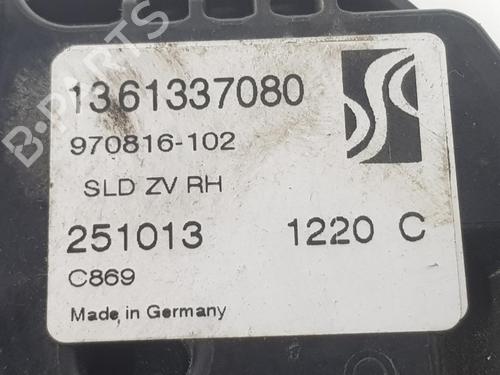 1361337080
970816-102
SLD ZV RH
251013 1220 C
C869
Made in Germany
B-PARTS